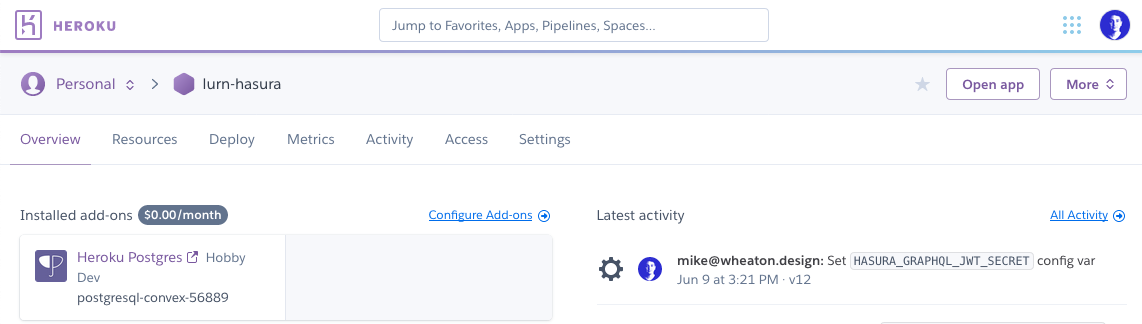 HEROKU
Jump to Favorites, Apps, Pipelines, Spaces...
Personal
lurn-hasura
Open app
More
Overview Resources Deploy Metrics Activity Access Settings
Installed add-ons $0.00/month
Configure Add-ons
Heroku Postgres Hobby
Dev
postgresql-convex-56889
Latest activity
All Activity
mike@wheaton.design: Set HASURA_GRAPHQL_JWT_SECRET config var
Jun 9 at 3:21 PM · v12